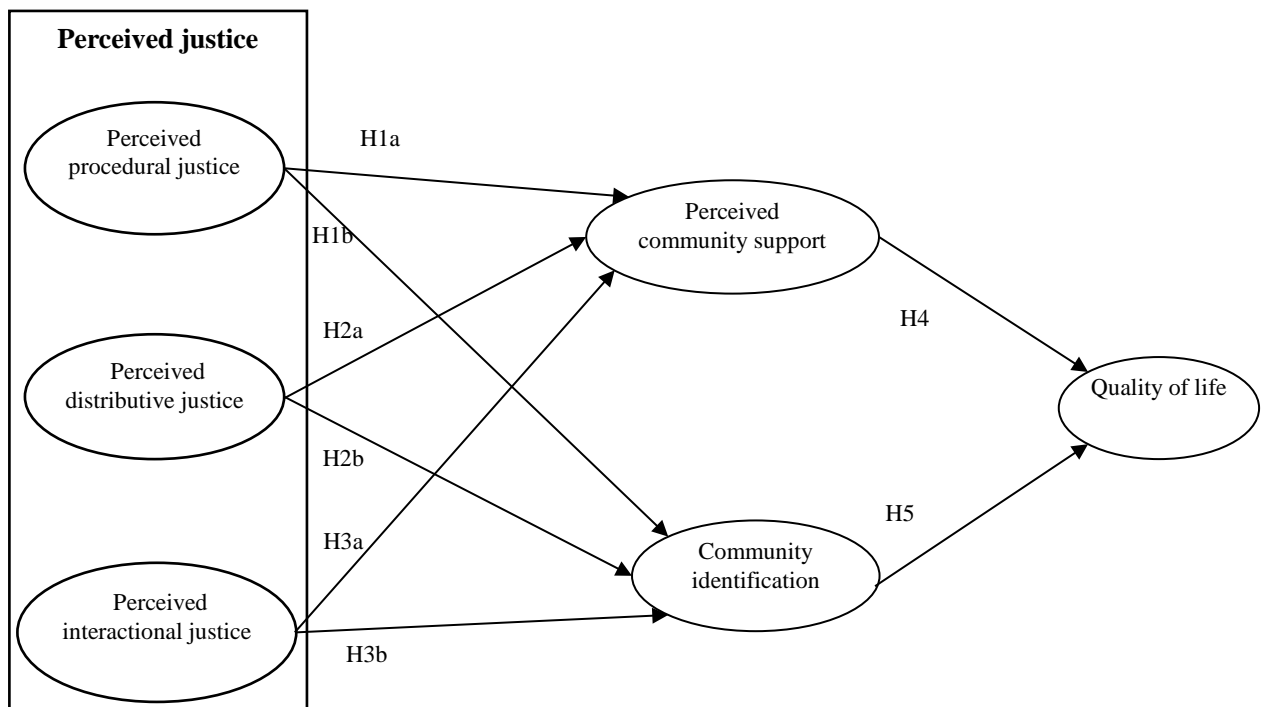 Perceived justice
Perceived
procedural justice
H1a
H1b
Perceived
community support
H2a
H4
Perceived
distributive justice
Quality of life
H2b
H5
H3a
Community
identification
Perceived
interactional justice
H3b